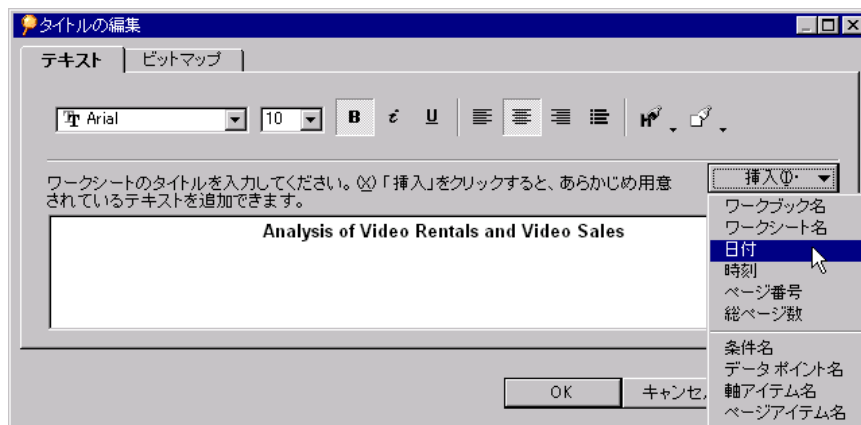 タイトルの編集
テキスト
ビットマップ
Arial
10
B i U
ワークシートのタイトルを入力してください。(X)「挿入」をクリックすると、あらかじめ用意
されているテキストを追加できます。
挿入(I)・
Analysis of Video Rentals and Video Sales
ワークブック名
ワークシート名
日付
時刻
ページ番号
総ページ数
条件名
データ ポイント名
軸アイテム名
ページアイテム名
OK
キャンセ